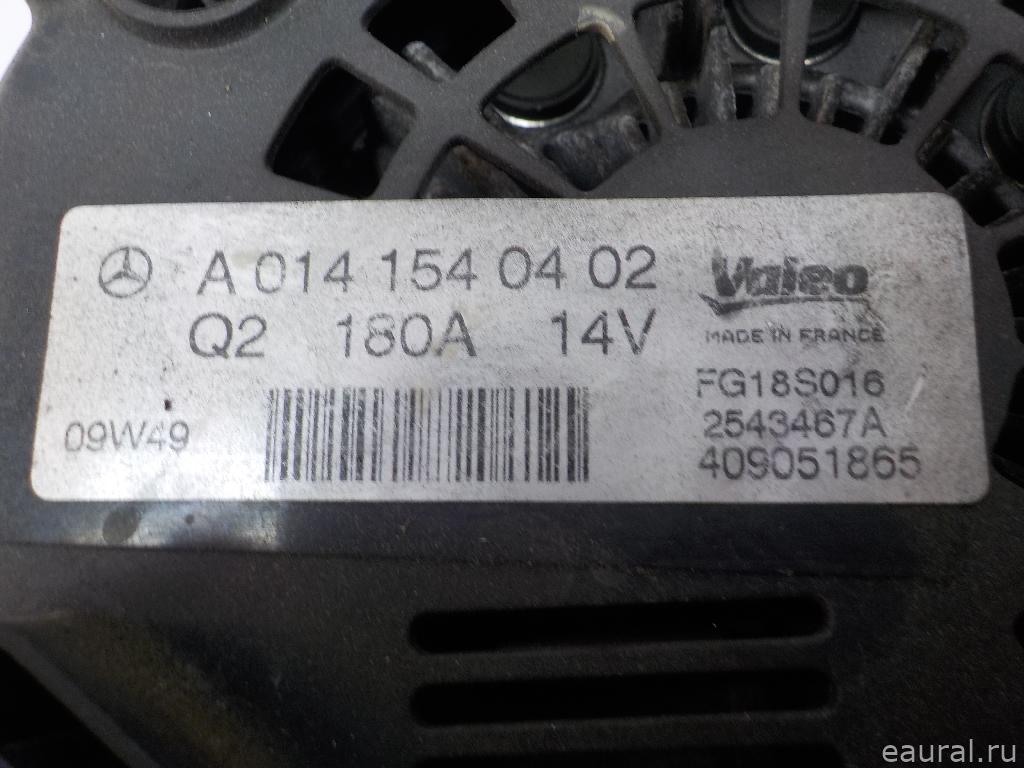 A 014 154 04 02
Q2 180A 14V
09W49
Valeo
MADE IN FRANCE
FG18S016
2543467A
409051865
eaural.ru